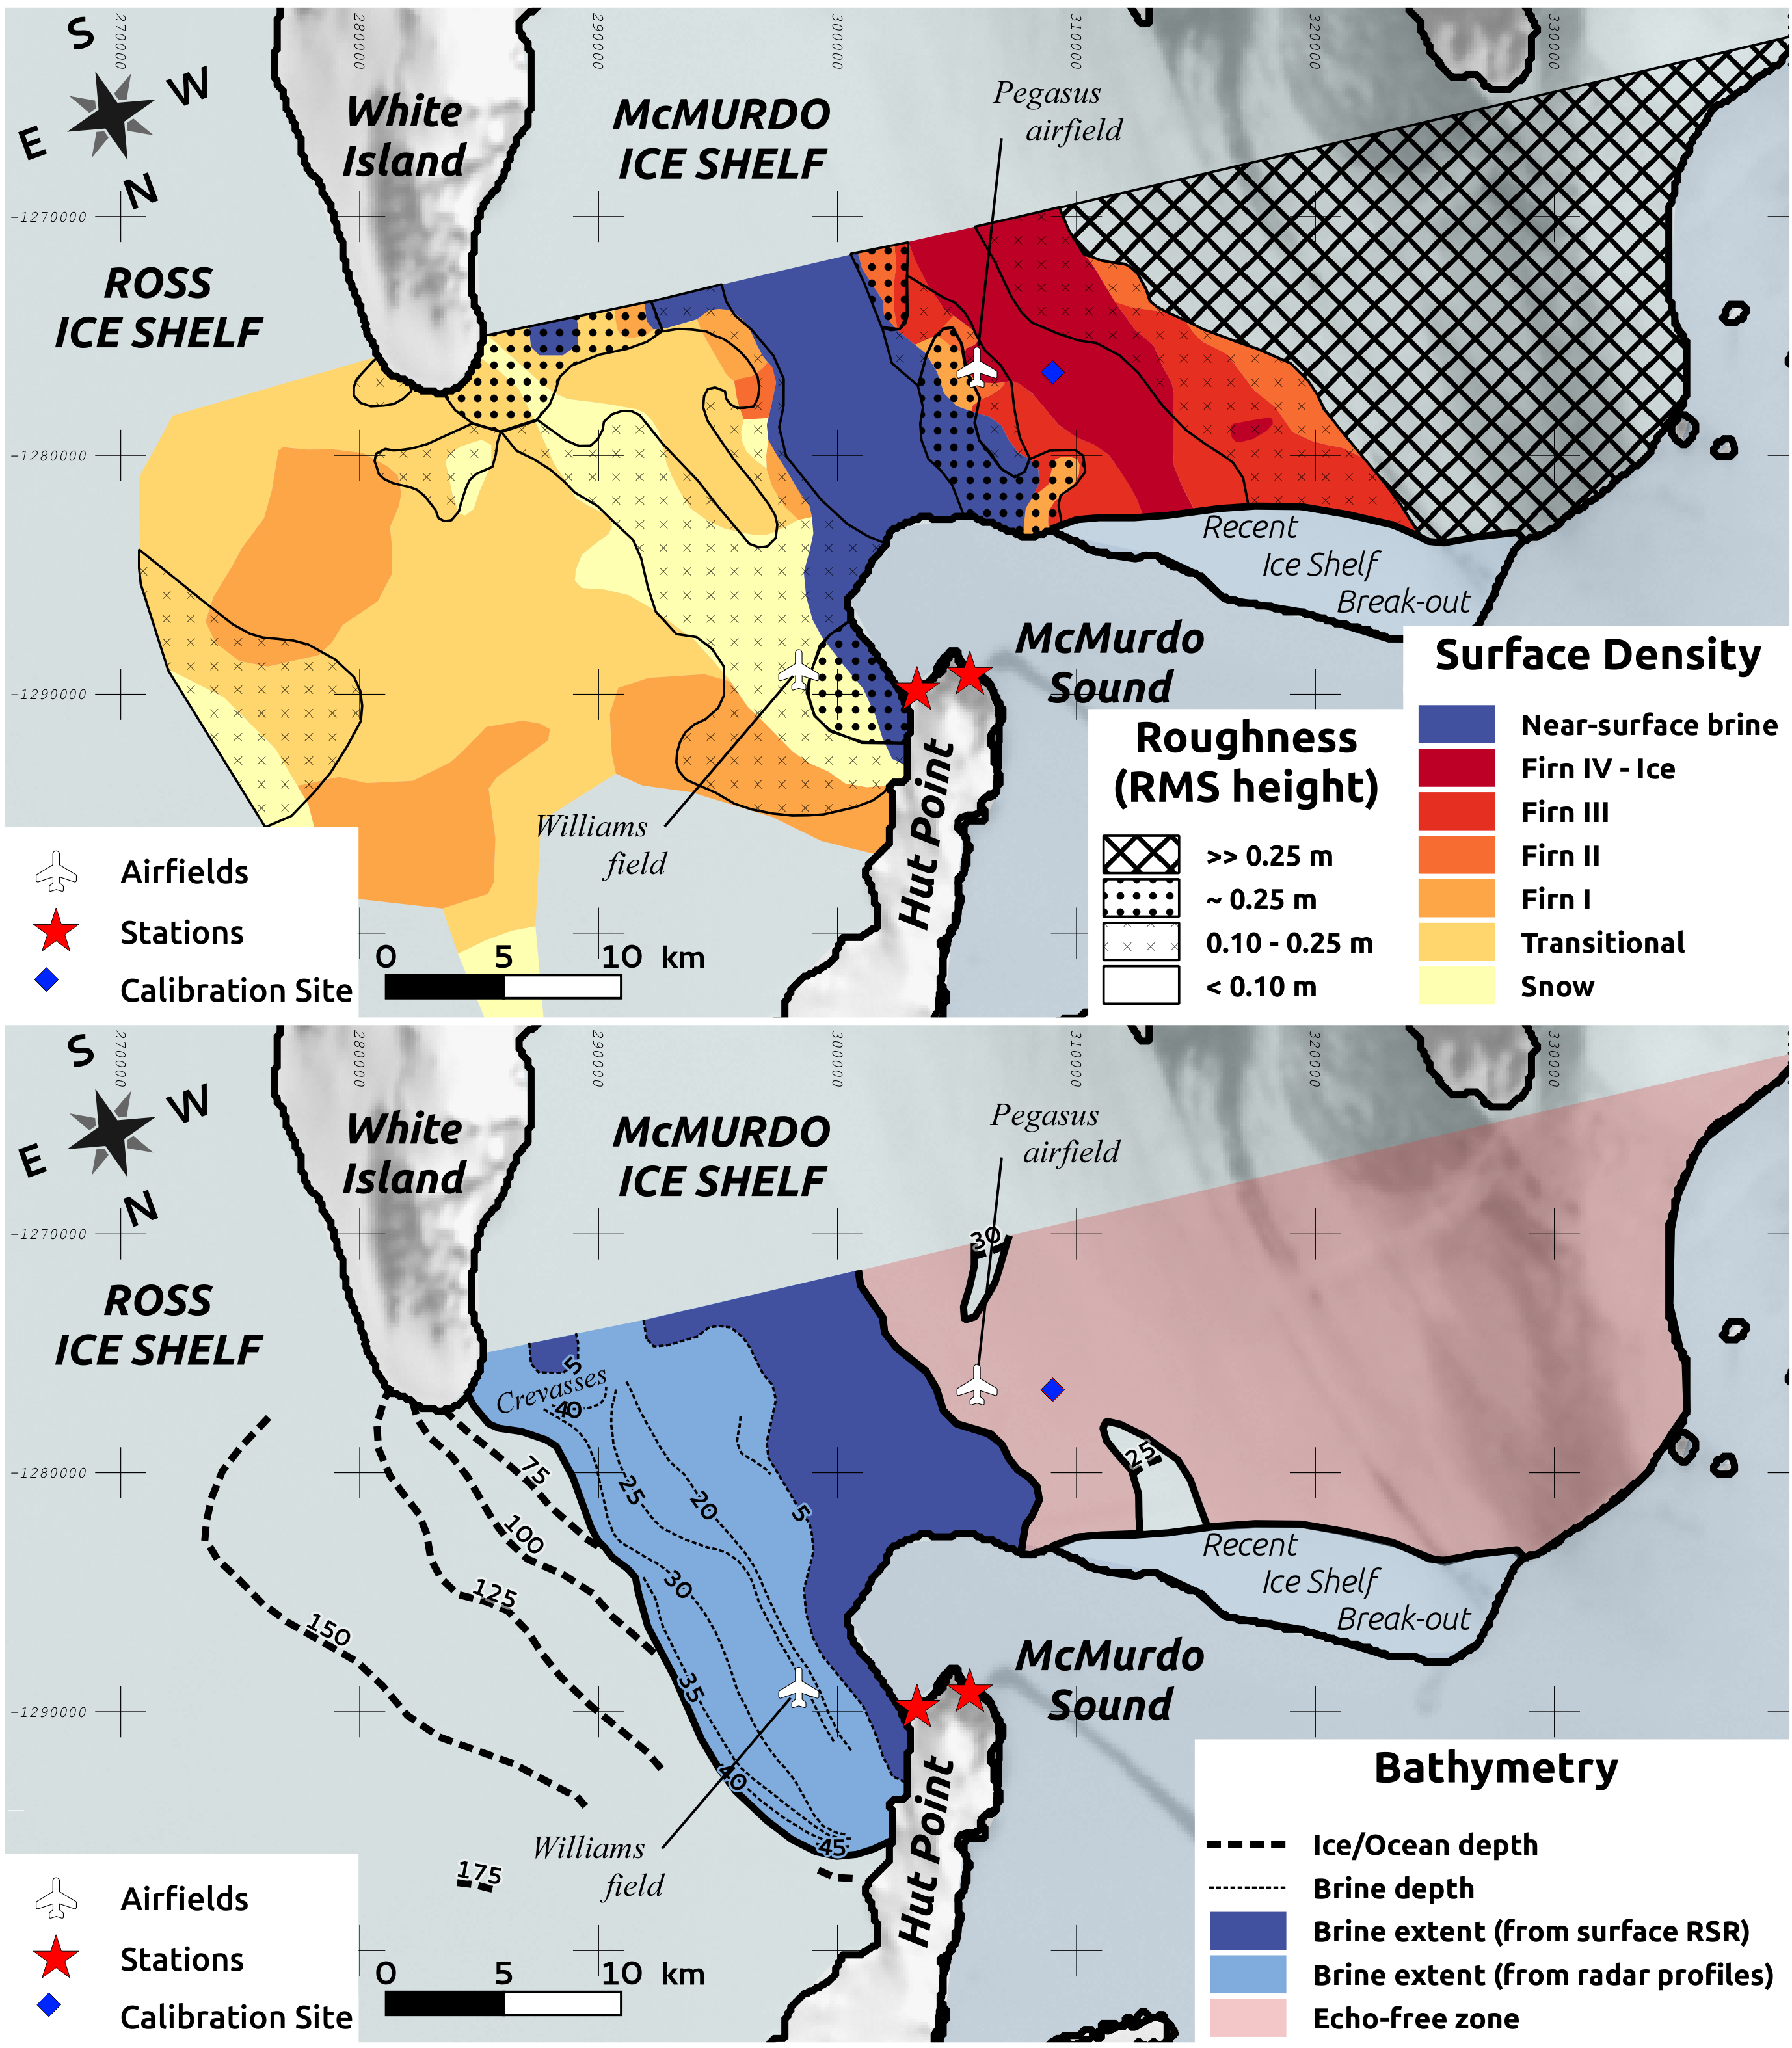 S
W
E
N
270000
280000
290000
300000
310000
320000
330000
White
Island
McMURDO
ICE SHELF
Pegasus
airfield
-1270000
ROSS
ICE SHELF
-1280000
Recent
Ice Shelf
Break-out
McMurdo
Sound
-1290000
Hut Point
Williams
field
Airfields
Stations
Calibration Site
0 5 10 km
Roughness
(RMS height)
>> 0.25 m
~ 0.25 m
0.10 - 0.25 m
< 0.10 m
Surface Density
Near-surface brine
Firn IV - Ice
Firn III
Firn II
Firn I
Transitional
Snow
S
W
E
N
270000
280000
290000
300000
310000
320000
330000
White
Island
McMURDO
ICE SHELF
Pegasus
airfield
-1270000
30
ROSS
ICE SHELF
5
Crevasses
40
-1280000
75
25
20
5
25
100
30
125
150
35
40
45
175
Recent
Ice Shelf
Break-out
McMurdo
Sound
-1290000
Hut Point
Williams
field
Airfields
Stations
Calibration Site
0 5 10 km
Bathymetry
Ice/Ocean depth
Brine depth
Brine extent (from surface RSR)
Brine extent (from radar profiles)
Echo-free zone